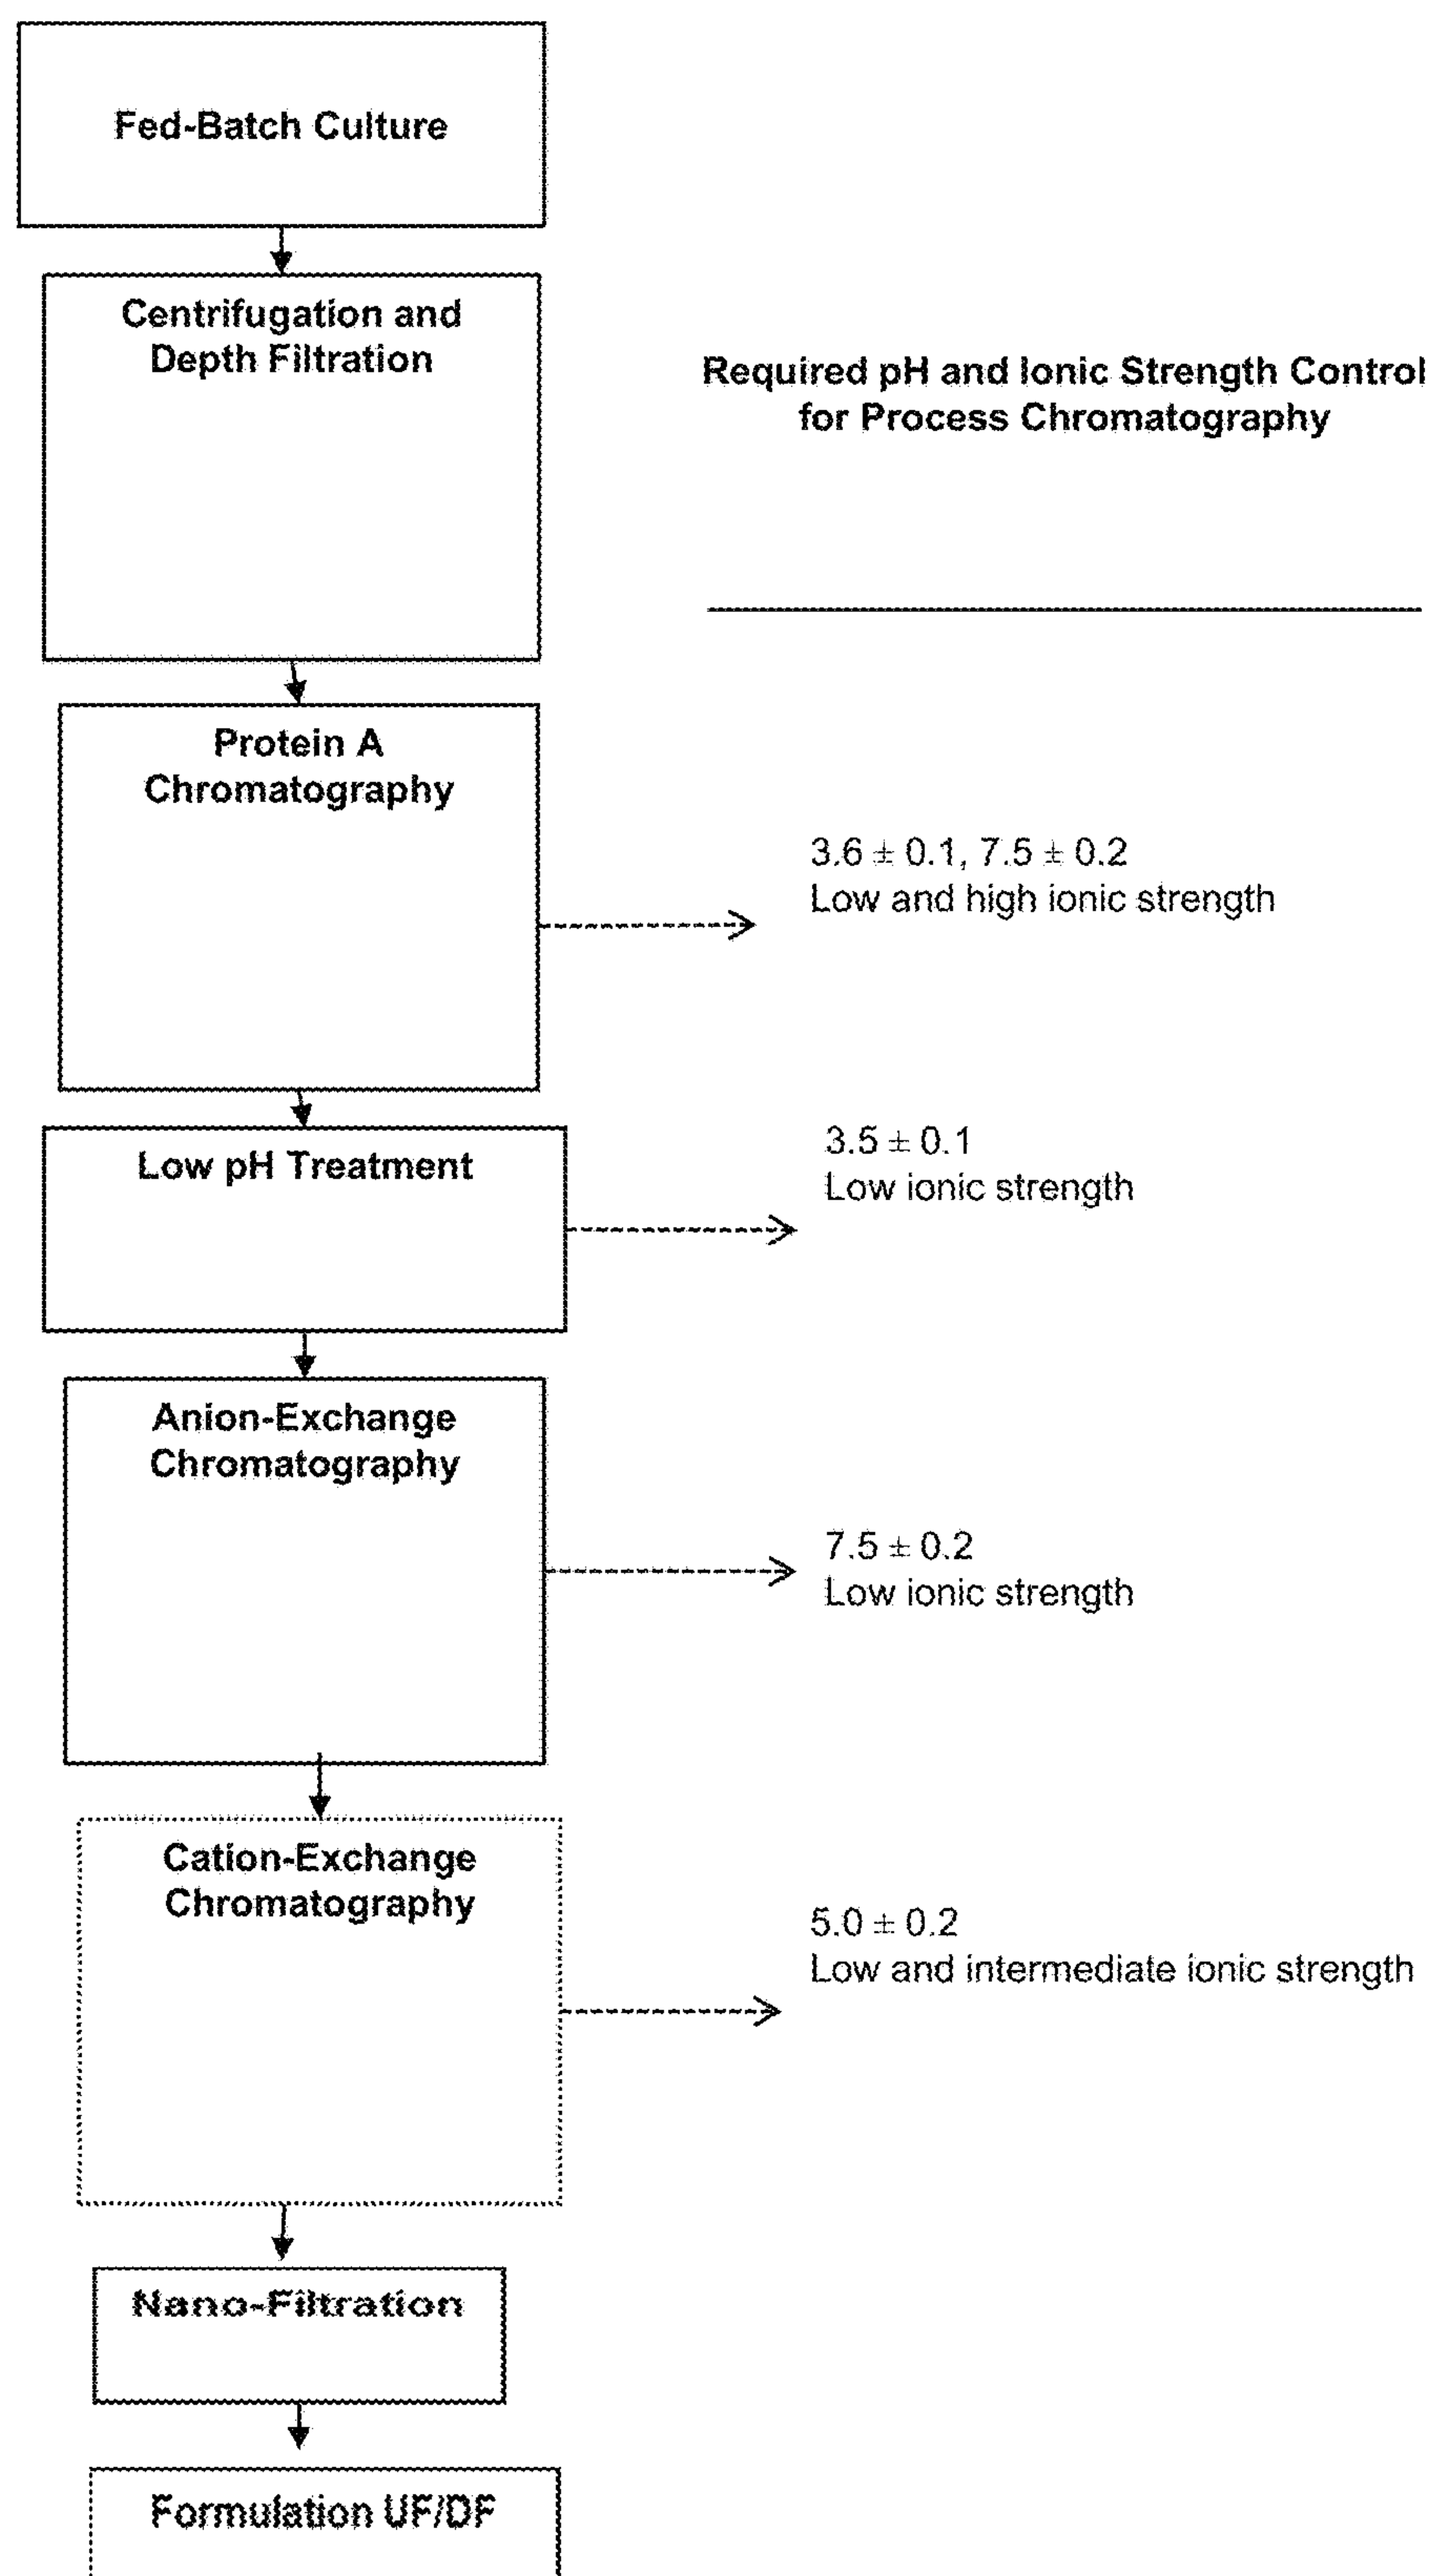 Fed-Batch Culture
Centrifugation and
Depth Filtration
Required pH and Ionic Strength Control
for Process Chromatography
Protein A
Chromatography
3.6 ± 0.1, 7.5 ± 0.2
Low and high ionic strength
Low pH Treatment
3.5 ± 0.1
Low ionic strength
Anion-Exchange
Chromatography
7.5 ± 0.2
Low ionic strength
Cation-Exchange
Chromatography
5.0 ± 0.2
Low and intermediate ionic strength
Nano-Filtration
Formulation UF/DF